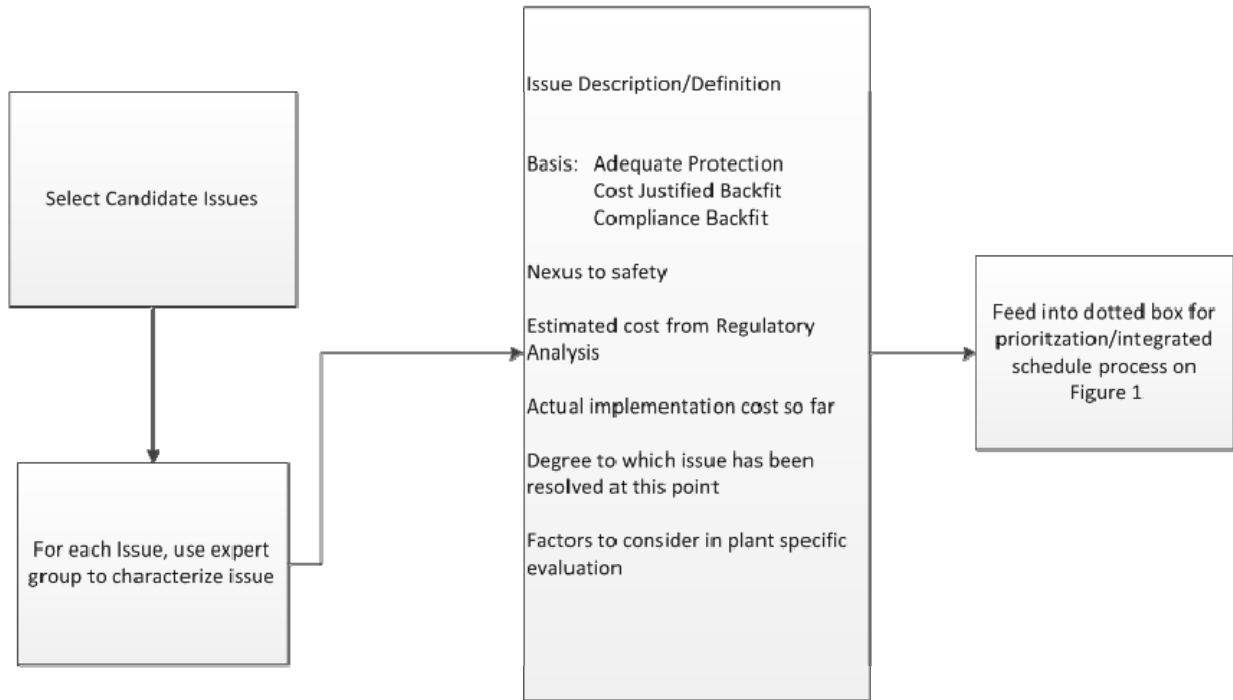 Select Candidate Issues
For each Issue, use expert
group to characterize issue
Issue Description/Definition
Basis: Adequate Protection
Cost Justified Backfit
Compliance Backfit
Nexus to safety
Estimated cost from Regulatory
Analysis
Actual implementation cost so far
Degree to which issue has been
resolved at this point
Factors to consider in plant specific
evaluation
Feed into dotted box for
prioritzation/integrated
schedule process on
Figure 1